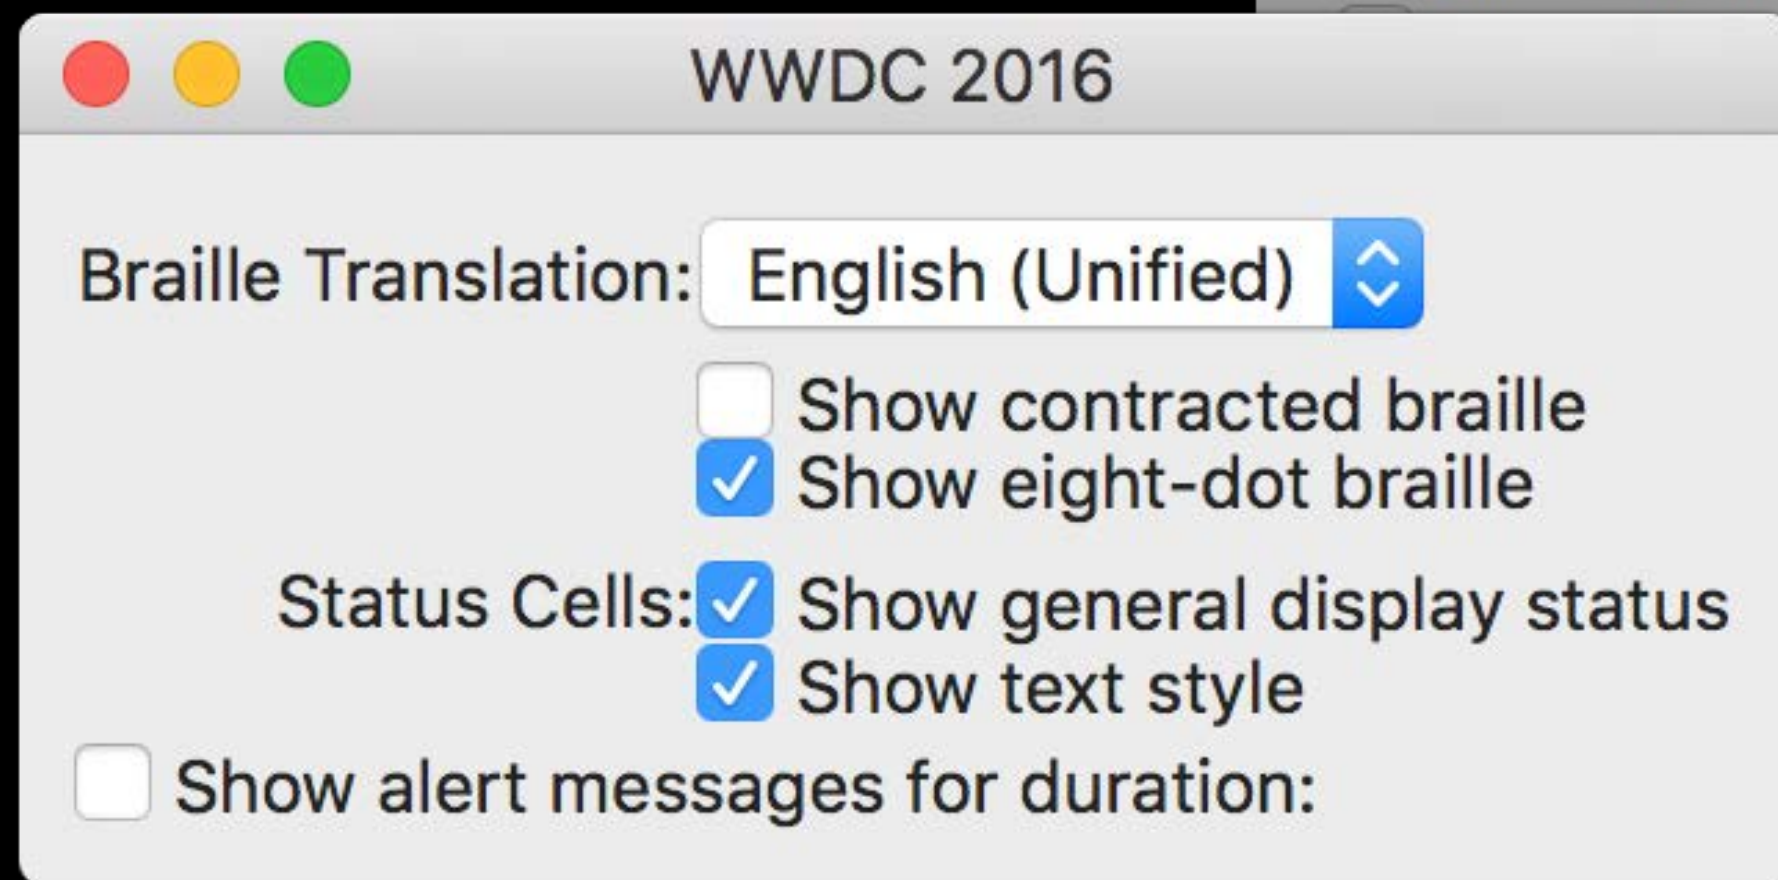 WWDC 2016
Braille Translation: English (Unified)
Show contracted braille
Show eight-dot braille
Status Cells: Show general display status
Show text style
Show alert messages for duration: